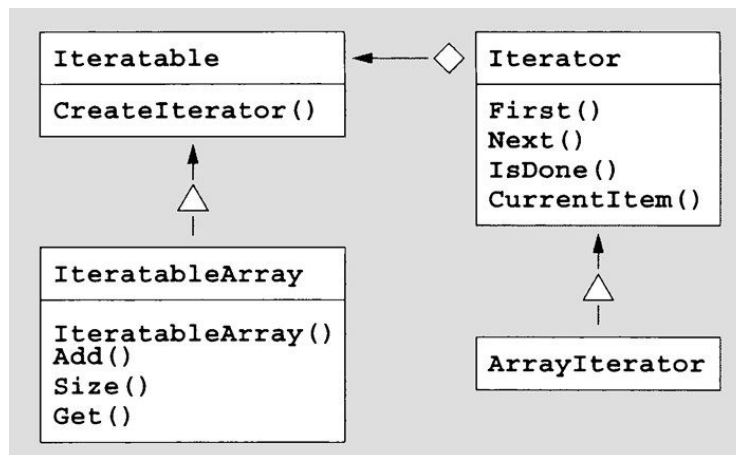 Iteratable
CreateIterator()
Iterator
First()
Next()
IsDone()
CurrentItem()
IteratableArray
IteratableArray()
Add()
Size()
Get()
ArrayIterator